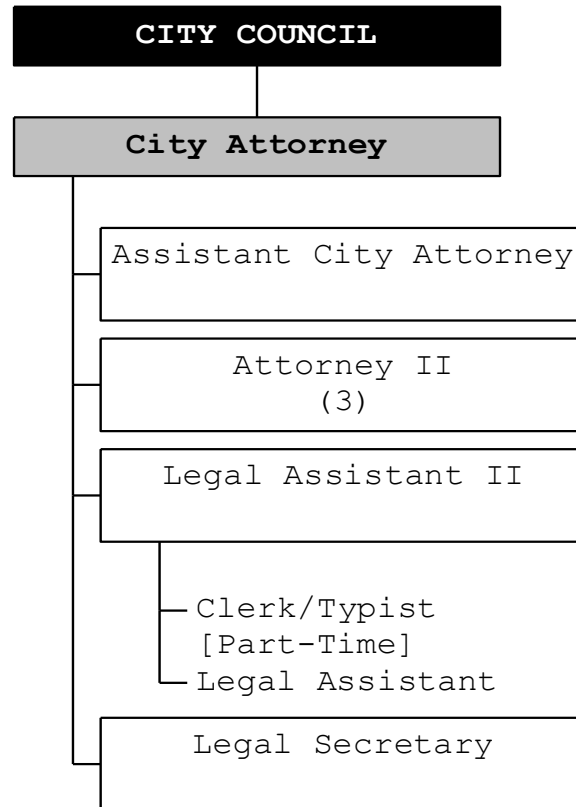 CITY COUNCIL
City Attorney
Assistant City Attorney
Attorney II
(3)
Legal Assistant II
Clerk/Typist
[Part-Time]
Legal Assistant
Legal Secretary